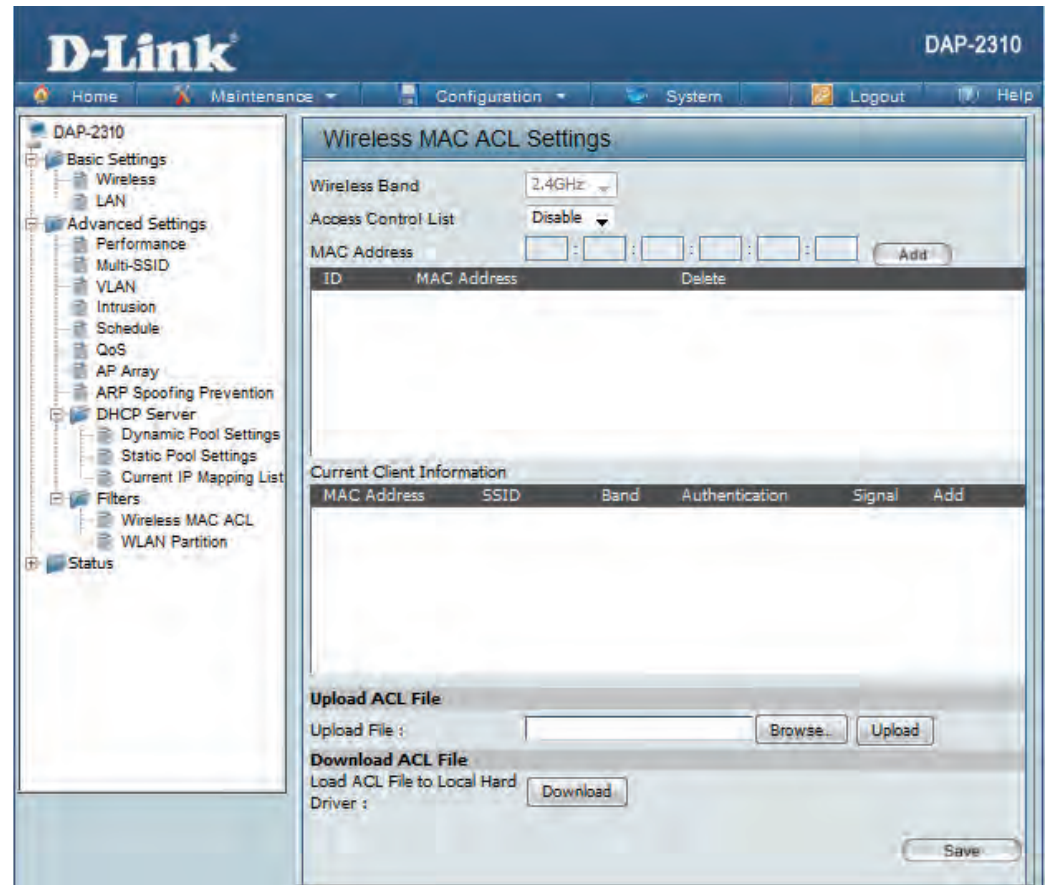 D-Link
DAP-2310
Home Maintenance Configuration System Logout Help
DAP-2310
Basic Settings
Wireless
LAN
Advanced Settings
Performance
Multi-SSID
VLAN
Intrusion
Schedule
QoS
AP Array
ARP Spoofing Prevention
DHCP Server
Dynamic Pool Settings
Static Pool Settings
Current IP Mapping List
Filters
Wireless MAC ACL
WLAN Partition
Status
Wireless MAC ACL Settings
Wireless Band 2.4GHz
Access Control List Disable
MAC Address : : : : : Add
ID MAC Address Delete
Current Client Information
MAC Address SSID Band Authentication Signal Add
Upload ACL File
Upload File : Browse... Upload
Download ACL File
Load ACL File to Local Hard
Driver : Download
Save